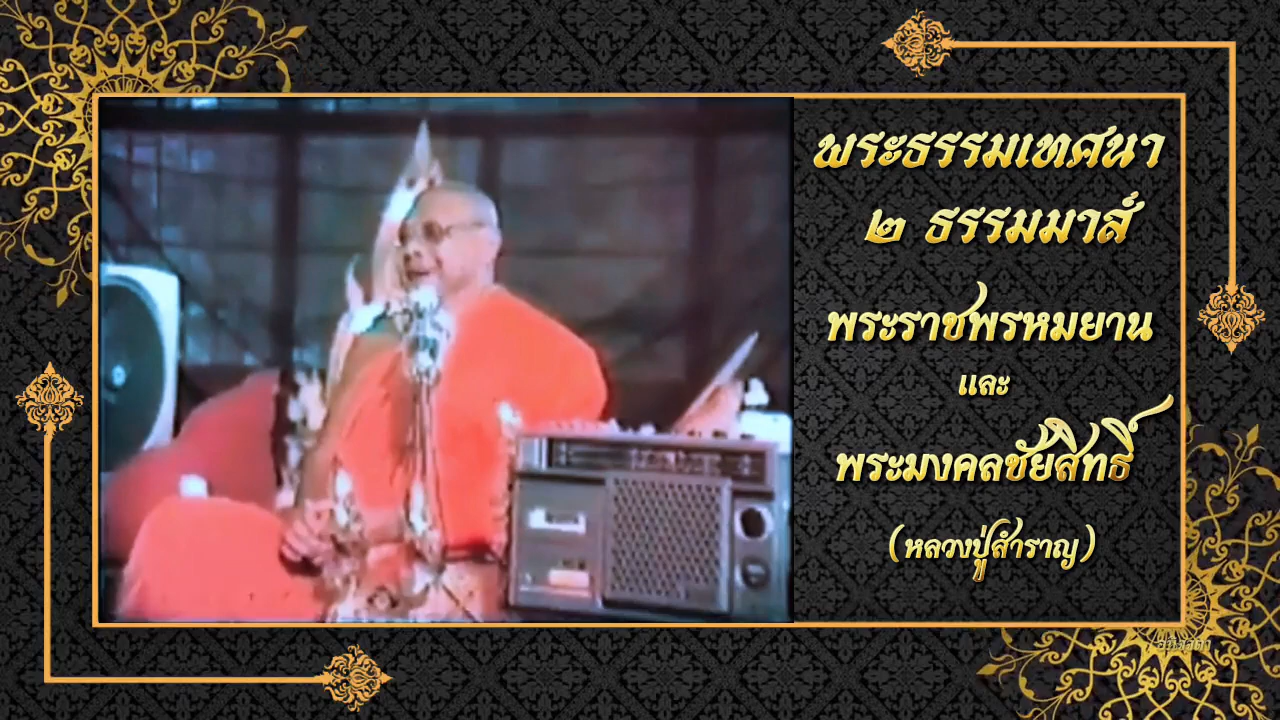 พระธรรมเทศนา
๒ ธรรมมาส์
พระราชพรหมยาน
และ
พระมงคลชัยสิทธิ์
(หลวงปู่สำราญ)